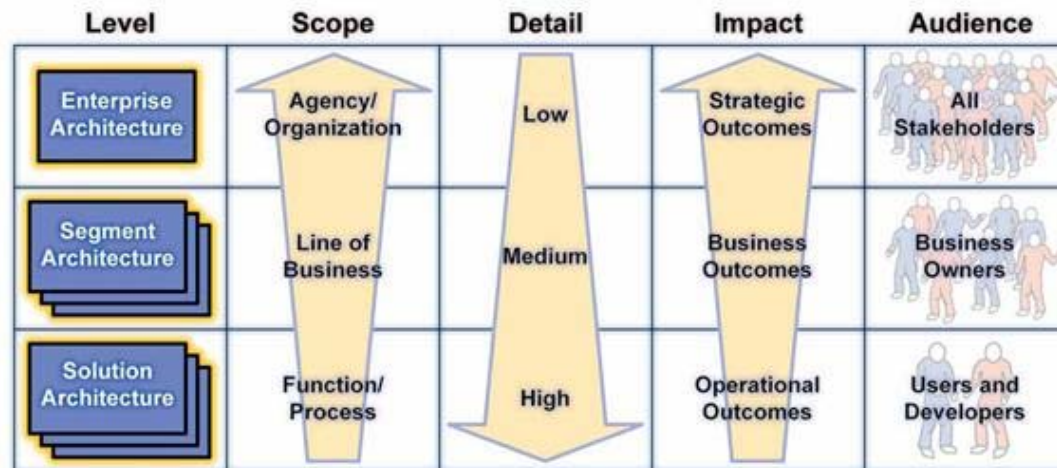 Level Scope Detail Impact Audience
Enterprise
Architecture
Agency/
Organization
Low
Strategic
Outcomes
All
Stakeholders
Segment
Architecture
Line of
Business
Medium
Business
Outcomes
Business
Owners
Solution
Architecture
Function/
Process
High
Operational
Outcomes
Users and
Developers